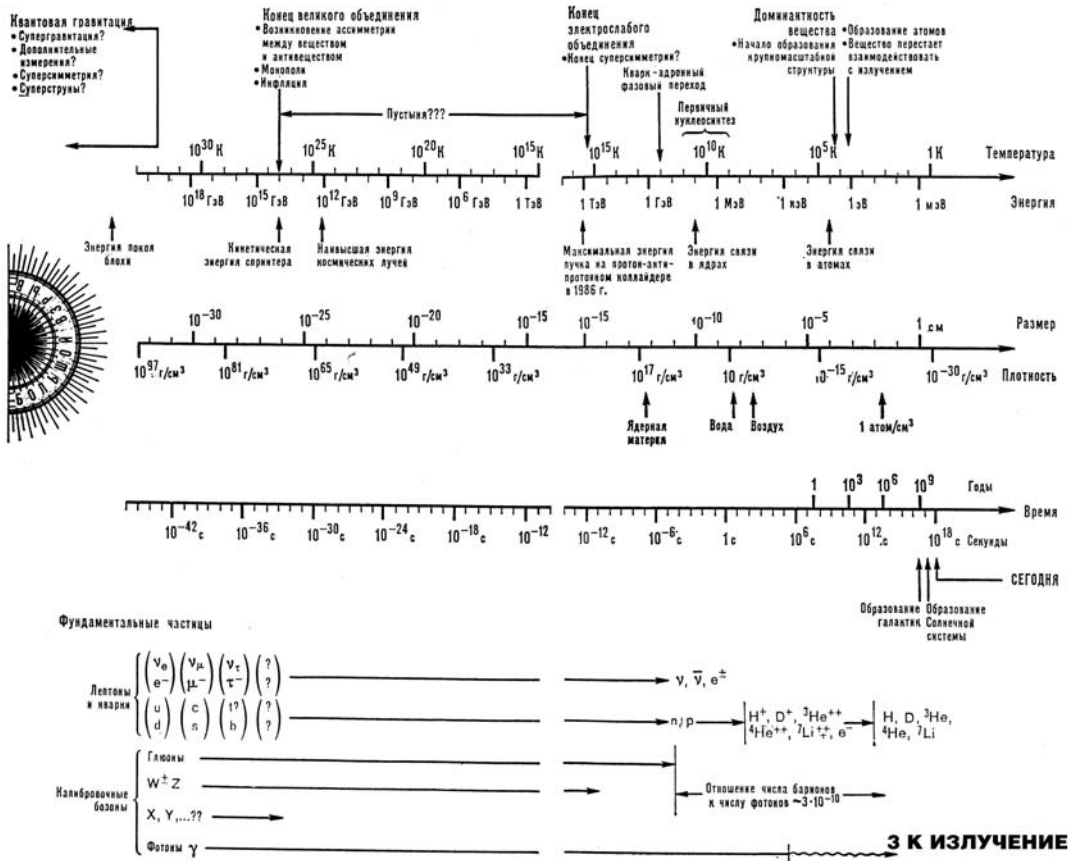 Квантовая гравитация
• Супергравитация?
• Дополнительные
измерения?
• Суперсимметрия?
• Суперструны?
Конец великого объединения
• Возникновение ассимметрии
между веществом
и антивеществом
• Монополи
• Инфляция
Конец
электрослабого
объединения
• Конец суперсимметрии?
Кварк-адронный
фазовый переход
Первичный
нуклеосинтез
Доминантность
вещества
• Начало образования
крупномасштабной
структуры
• Образование атомов
• Вещество перестает
взаимодействовать
с излучением
Пустыня???
10³⁰ К 10²⁵ К 10²⁰ К 10¹⁵ К 10¹⁵ К 10¹⁰ К 10⁵ К 1 К Температура
10¹⁸ ГэВ 10¹⁵ ГэВ 10¹² ГэВ 10⁹ ГэВ 10⁶ ГэВ 1 ТэВ 1 ТэВ 1 ГэВ 1 МэВ 1 кэВ 1 эВ 1 мэВ Энергия
Энергия покоя
блохи
Кинетическая
энергия спринтера
Наивысшая энергия
космических лучей
Максимальная энергия
пучка на протон-анти-
протонном коллайдере
в 1986 г.
Энергия связи
в ядрах
Энергия связи
в атомах
БОЛЬШОЙ ВЗРЫВ
10⁻³⁰ 10⁻²⁵ 10⁻²⁰ 10⁻¹⁵ 10⁻¹⁵ 10⁻¹⁰ 10⁻⁵ 1 см Размер
10⁹⁷ г/см³ 10⁸¹ г/см³ 10⁶⁵ г/см³ 10⁴⁹ г/см³ 10³³ г/см³ 10¹⁷ г/см³ 10 г/см³ 10⁻¹⁵ г/см³ 10⁻³⁰ г/см³ Плотность
Ядерная
материя
Вода
Воздух
1 атом/см³
1 10³ 10⁶ 10⁹ Годы
Время
10⁻⁴² с 10⁻³⁶ с 10⁻³⁰ с 10⁻²⁴ с 10⁻¹⁸ с 10⁻¹² 10⁻¹² с 10⁻⁶ с 1 с 10⁶ с 10¹² с 10¹⁸ с Секунды
СЕГОДНЯ
Образование
галактик
Образование
Солнечной
системы
Фундаментальные частицы
Лептоны
и кварки
νe νμ ντ ?
e⁻ μ⁻ τ⁻ ?
ν, ν̅, e±
u c t? ?
d s b ?
n, p
H⁺, D⁺, ³He⁺⁺
⁴He⁺⁺, ⁷Li⁺⁺₊, e⁻
H, D, ³He,
⁴He, ⁷Li
Калибровочные
бозоны
Глюоны
W± Z
X, Y,...??
Фотоны γ
Отношение числа барионов
к числу фотонов ~3·10⁻¹⁰
3 К ИЗЛУЧЕНИЕ